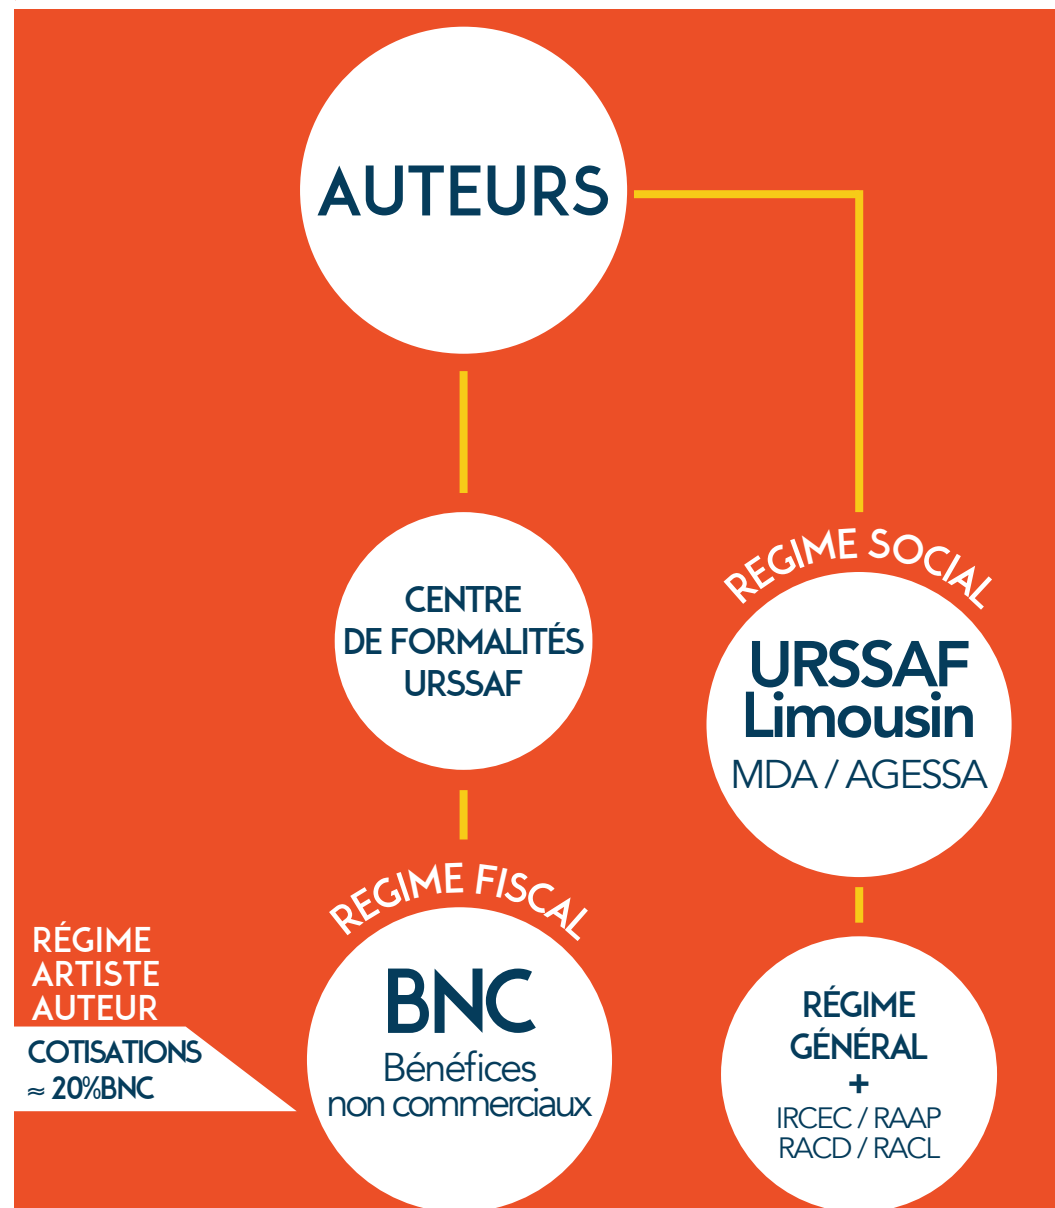 AUTEURS
CENTRE
DE FORMALITÉS
URSSAF
REGIME SOCIAL
URSSAF
Limousin
MDA / AGESSA
REGIME FISCAL
BNC
Bénéfices
non commerciaux
RÉGIME
ARTISTE
AUTEUR
COTISATIONS
≈ 20%BNC
RÉGIME
GÉNÉRAL
+
IRCEC / RAAP
RACD / RACL